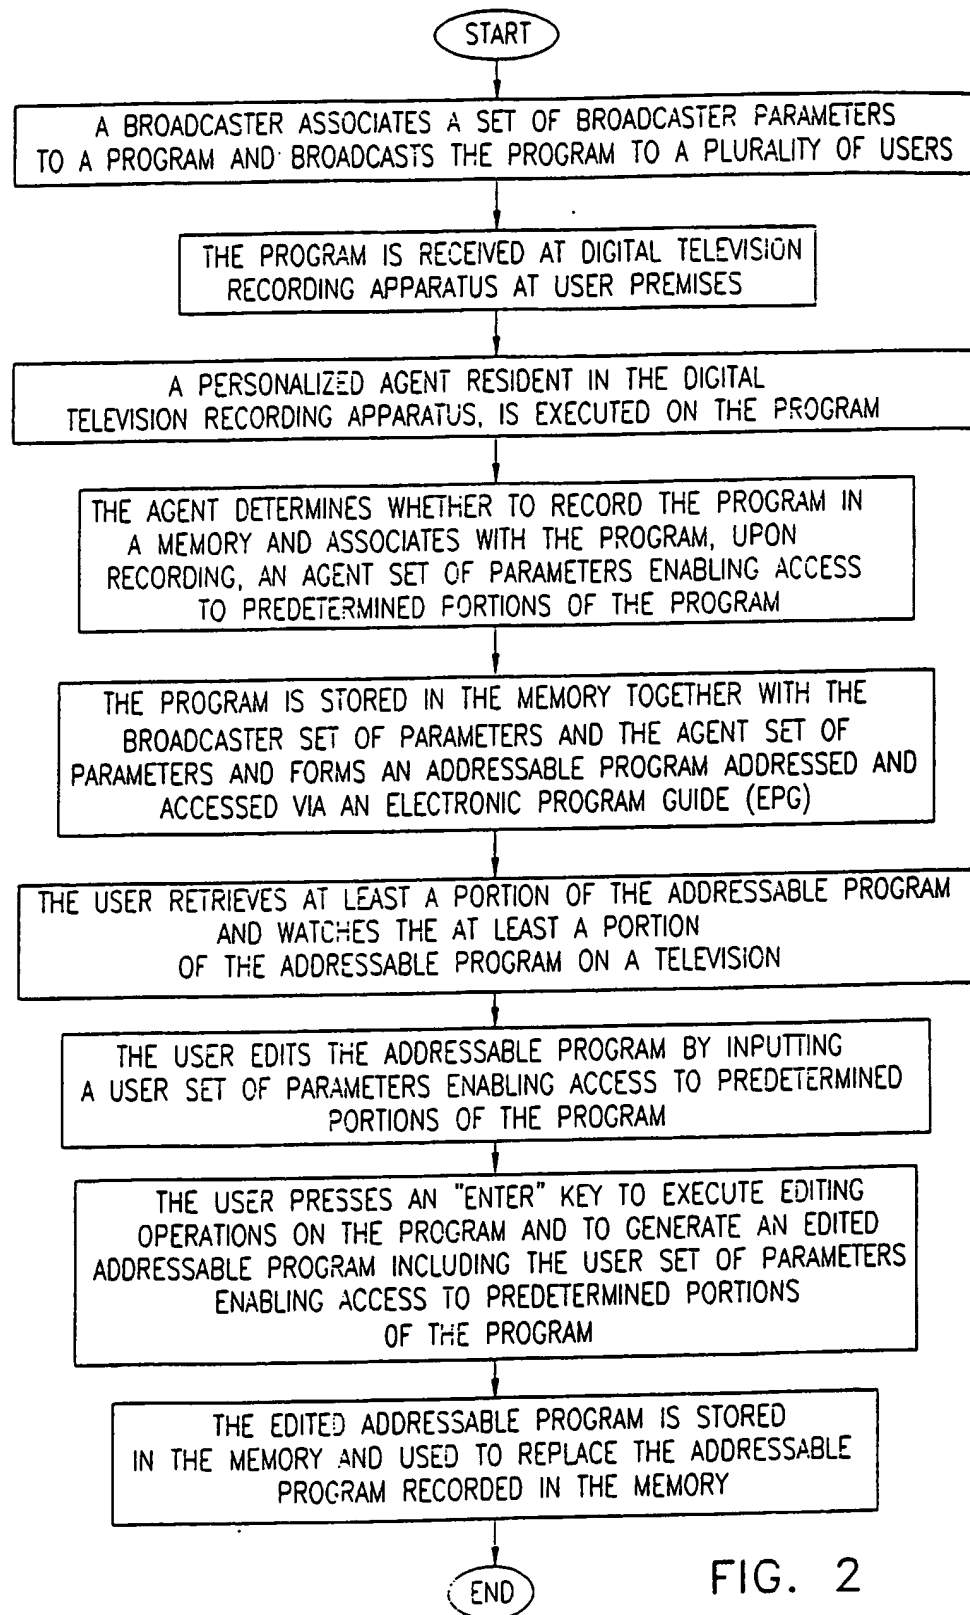 START
A BROADCASTER ASSOCIATES A SET OF BROADCASTER PARAMETERS
TO A PROGRAM AND BROADCASTS THE PROGRAM TO A PLURALITY OF USERS
THE PROGRAM IS RECEIVED AT DIGITAL TELEVISION
RECORDING APPARATUS AT USER PREMISES
A PERSONALIZED AGENT RESIDENT IN THE DIGITAL
TELEVISION RECORDING APPARATUS, IS EXECUTED ON THE PROGRAM
THE AGENT DETERMINES WHETHER TO RECORD THE PROGRAM IN
A MEMORY AND ASSOCIATES WITH THE PROGRAM, UPON
RECORDING, AN AGENT SET OF PARAMETERS ENABLING ACCESS
TO PREDETERMINED PORTIONS OF THE PROGRAM
THE PROGRAM IS STORED IN THE MEMORY TOGETHER WITH THE
BROADCASTER SET OF PARAMETERS AND THE AGENT SET OF
PARAMETERS AND FORMS AN ADDRESSABLE PROGRAM ADDRESSED AND
ACCESSED VIA AN ELECTRONIC PROGRAM GUIDE (EPG)
THE USER RETRIEVES AT LEAST A PORTION OF THE ADDRESSABLE PROGRAM
AND WATCHES THE AT LEAST A PORTION
OF THE ADDRESSABLE PROGRAM ON A TELEVISION
THE USER EDITS THE ADDRESSABLE PROGRAM BY INPUTTING
A USER SET OF PARAMETERS ENABLING ACCESS TO PREDETERMINED
PORTIONS OF THE PROGRAM
THE USER PRESSES AN "ENTER" KEY TO EXECUTE EDITING
OPERATIONS ON THE PROGRAM AND TO GENERATE AN EDITED
ADDRESSABLE PROGRAM INCLUDING THE USER SET OF PARAMETERS
ENABLING ACCESS TO PREDETERMINED PORTIONS
OF THE PROGRAM
THE EDITED ADDRESSABLE PROGRAM IS STORED
IN THE MEMORY AND USED TO REPLACE THE ADDRESSABLE
PROGRAM RECORDED IN THE MEMORY
END
FIG. 2